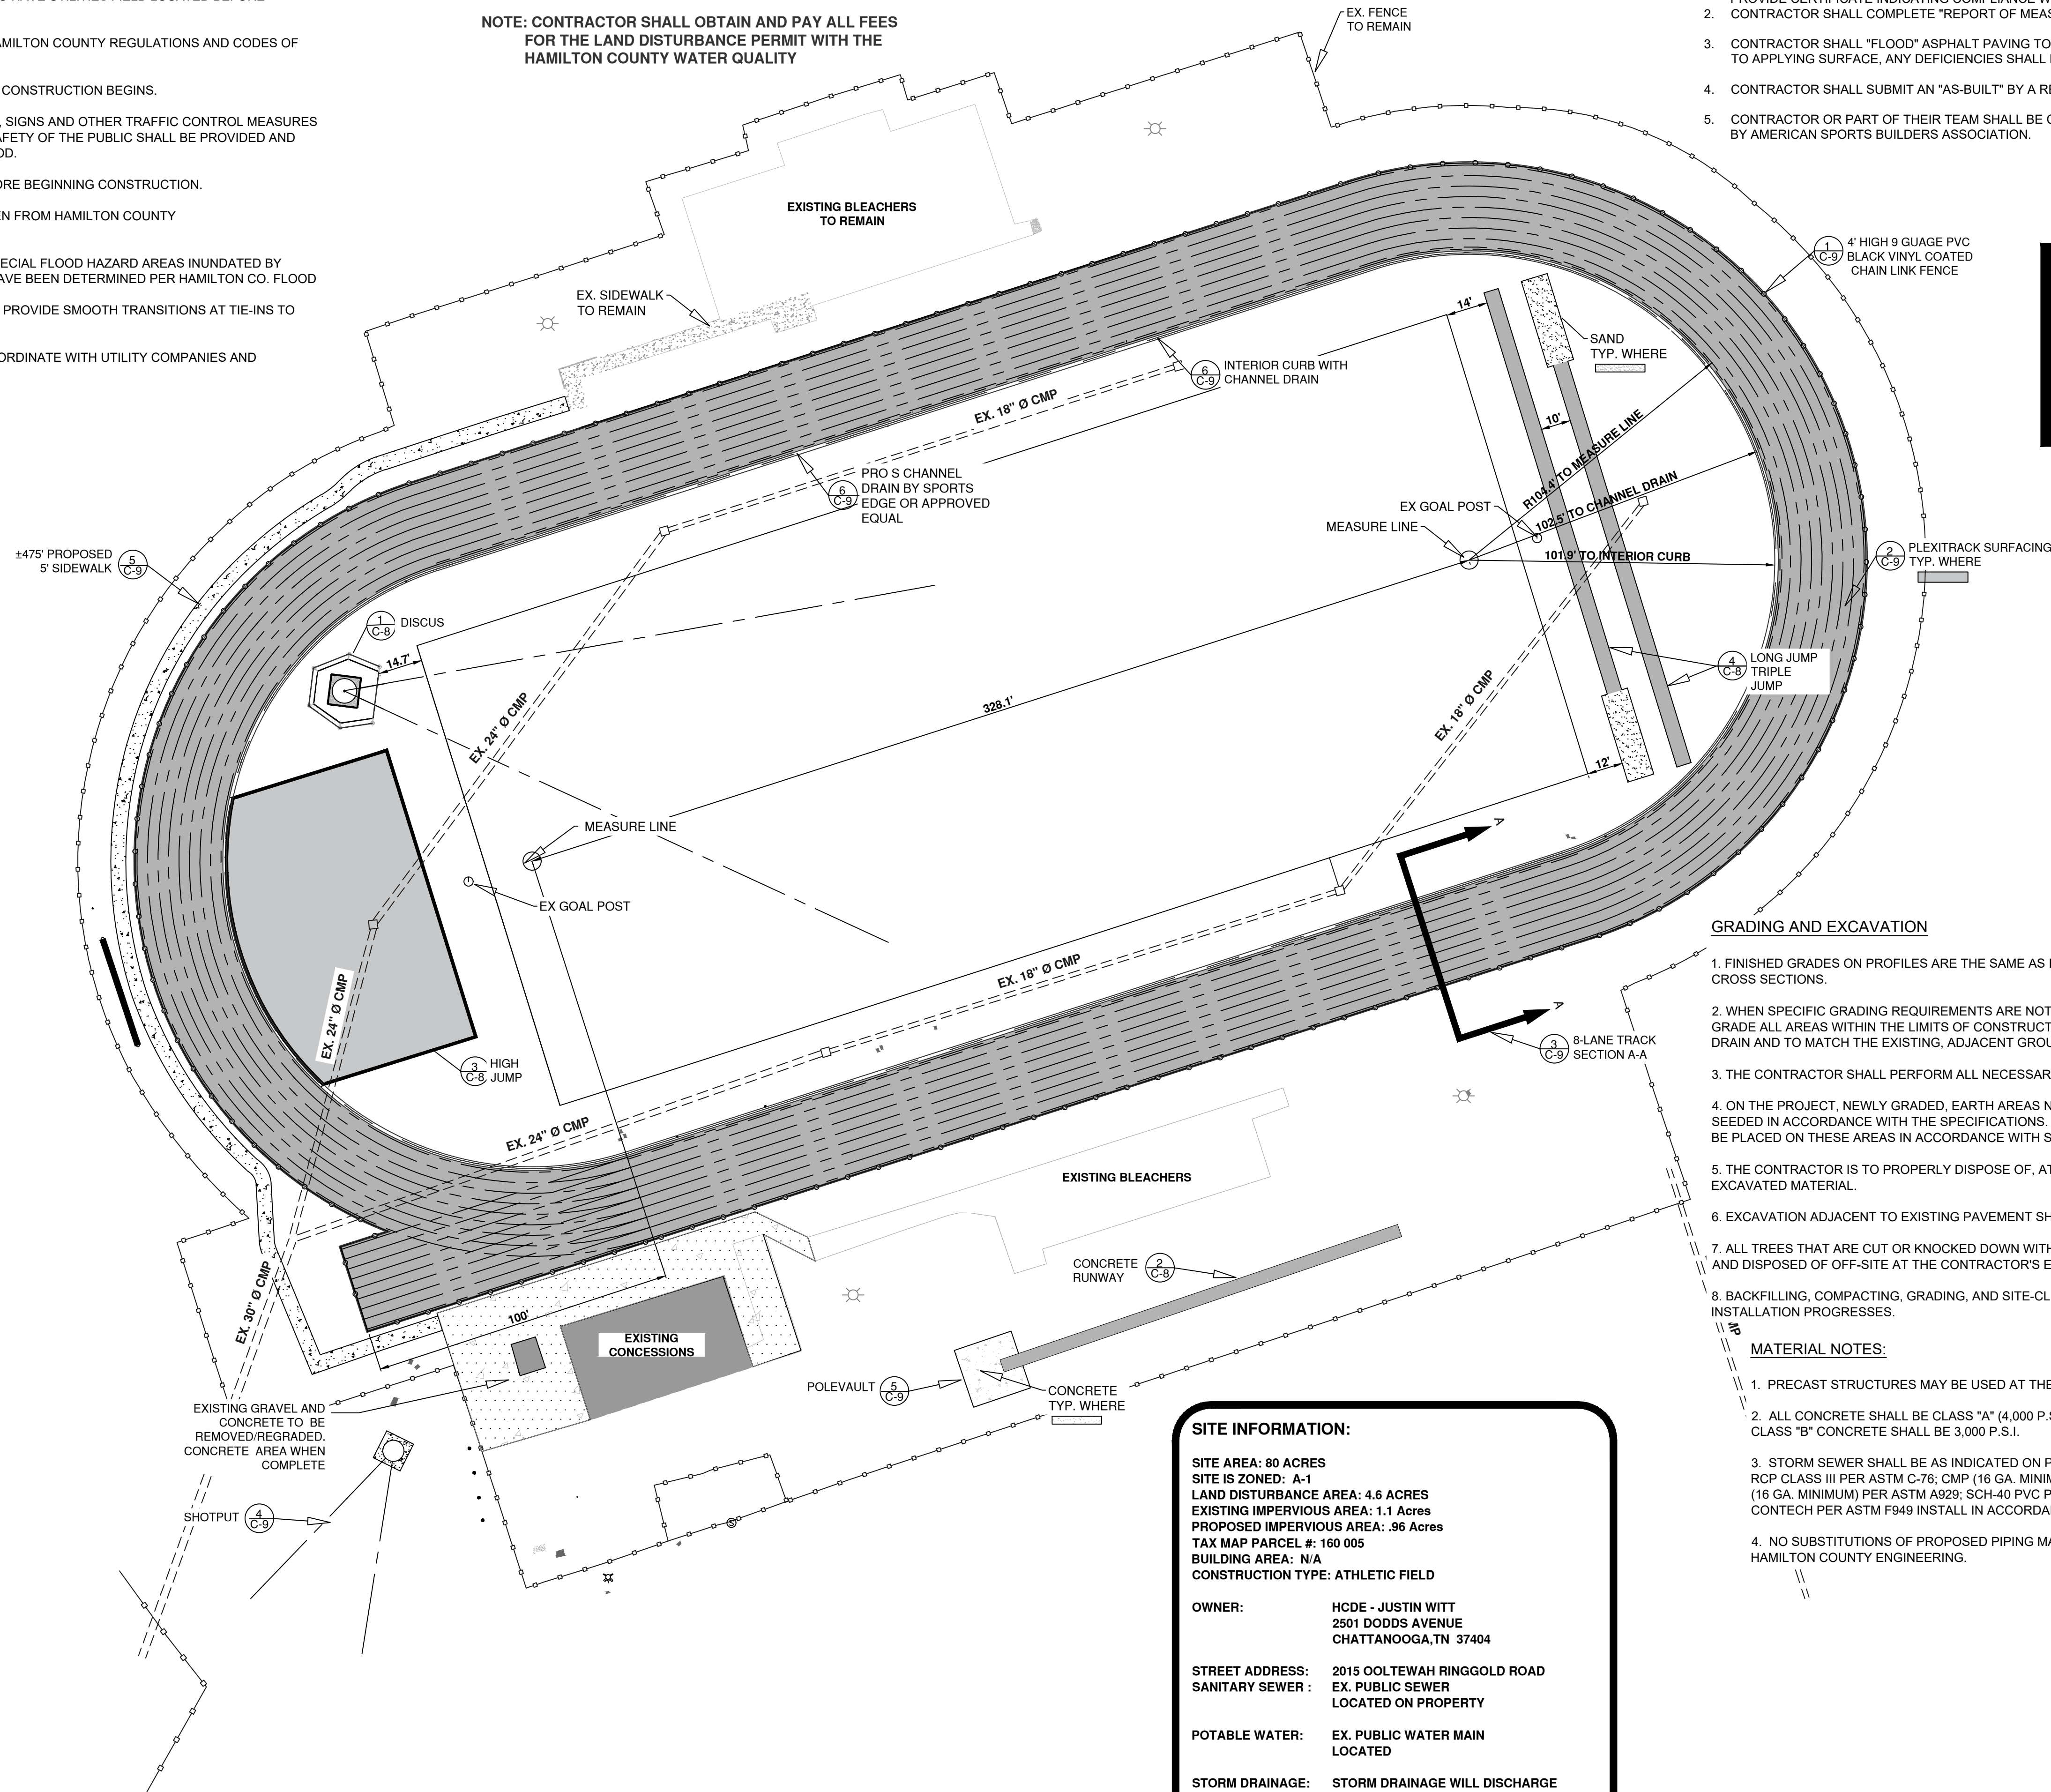 NOTE: CONTRACTOR SHALL OBTAIN AND PAY ALL FEES
FOR THE LAND DISTURBANCE PERMIT WITH THE
HAMILTON COUNTY WATER QUALITY
HAMILTON COUNTY REGULATIONS AND CODES OF
CONSTRUCTION BEGINS.
, SIGNS AND OTHER TRAFFIC CONTROL MEASURES
SAFETY OF THE PUBLIC SHALL BE PROVIDED AND
OD.
ORE BEGINNING CONSTRUCTION.
EN FROM HAMILTON COUNTY
ECIAL FLOOD HAZARD AREAS INUNDATED BY
AVE BEEN DETERMINED PER HAMILTON CO. FLOOD
PROVIDE SMOOTH TRANSITIONS AT TIE-INS TO
ORDINATE WITH UTILITY COMPANIES AND
EX. FENCE
TO REMAIN
2. CONTRACTOR SHALL COMPLETE "REPORT OF MEAS
3. CONTRACTOR SHALL "FLOOD" ASPHALT PAVING TO
TO APPLYING SURFACE, ANY DEFICIENCIES SHALL
4. CONTRACTOR SHALL SUBMIT AN "AS-BUILT" BY A RE
5. CONTRACTOR OR PART OF THEIR TEAM SHALL BE C
BY AMERICAN SPORTS BUILDERS ASSOCIATION.
EXISTING BLEACHERS
TO REMAIN
EX. SIDEWALK
TO REMAIN
1
C-9
4' HIGH 9 GUAGE PVC
BLACK VINYL COATED
CHAIN LINK FENCE
14'
SAND
TYP. WHERE
6
C-9
INTERIOR CURB WITH
CHANNEL DRAIN
EX. 18" Ø CMP
10'
R104.4' TO MEASURE LINE
102.5' TO CHANNEL DRAIN
101.9' TO INTERIOR CURB
6
C-9
PRO S CHANNEL
DRAIN BY SPORTS
EDGE OR APPROVED
EQUAL
EX GOAL POST
MEASURE LINE
2
C-9
PLEXITRACK SURFACING
TYP. WHERE
±475' PROPOSED
5' SIDEWALK
5
C-9
1
C-8
DISCUS
14.7'
EX. 24" Ø CMP
328.1'
EX. 18" Ø CMP
4
C-8
LONG JUMP
TRIPLE
JUMP
12'
MEASURE LINE
EX GOAL POST
A
EX. 18" Ø CMP
EX. 24" Ø CMP
A
3
C-9
8-LANE TRACK
SECTION A-A
3
C-8
HIGH
JUMP
EX. 24" Ø CMP
EXISTING BLEACHERS
GRADING AND EXCAVATION
1. FINISHED GRADES ON PROFILES ARE THE SAME AS
CROSS SECTIONS.
2. WHEN SPECIFIC GRADING REQUIREMENTS ARE NOT
GRADE ALL AREAS WITHIN THE LIMITS OF CONSTRUCT
DRAIN AND TO MATCH THE EXISTING, ADJACENT GROU
3. THE CONTRACTOR SHALL PERFORM ALL NECESSAR
4. ON THE PROJECT, NEWLY GRADED, EARTH AREAS N
SEEDED IN ACCORDANCE WITH THE SPECIFICATIONS.
BE PLACED ON THESE AREAS IN ACCORDANCE WITH S
5. THE CONTRACTOR IS TO PROPERLY DISPOSE OF, AT
EXCAVATED MATERIAL.
6. EXCAVATION ADJACENT TO EXISTING PAVEMENT SH
7. ALL TREES THAT ARE CUT OR KNOCKED DOWN WITH
AND DISPOSED OF OFF-SITE AT THE CONTRACTOR'S E
8. BACKFILLING, COMPACTING, GRADING, AND SITE-CL
INSTALLATION PROGRESSES.
MP
MATERIAL NOTES:
1. PRECAST STRUCTURES MAY BE USED AT THE
2. ALL CONCRETE SHALL BE CLASS "A" (4,000 P.S
CLASS "B" CONCRETE SHALL BE 3,000 P.S.I.
3. STORM SEWER SHALL BE AS INDICATED ON P
RCP CLASS III PER ASTM C-76; CMP (16 GA. MINIM
(16 GA. MINIMUM) PER ASTM A929; SCH-40 PVC P
CONTECH PER ASTM F949 INSTALL IN ACCORDA
4. NO SUBSTITUTIONS OF PROPOSED PIPING MA
HAMILTON COUNTY ENGINEERING.
CONCRETE
RUNWAY
2
C-8
EX. 30" Ø CMP
100'
EXISTING
CONCESSIONS
POLEVAULT
5
C-9
CONCRETE
TYP. WHERE
EXISTING GRAVEL AND
CONCRETE TO BE
REMOVED/REGRADED.
CONCRETE AREA WHEN
COMPLETE
SHOTPUT
4
C-9
S
SITE INFORMATION:
SITE AREA: 80 ACRES
SITE IS ZONED: A-1
LAND DISTURBANCE AREA: 4.6 ACRES
EXISTING IMPERVIOUS AREA: 1.1 Acres
PROPOSED IMPERVIOUS AREA: .96 Acres
TAX MAP PARCEL #: 160 005
BUILDING AREA: N/A
CONSTRUCTION TYPE: ATHLETIC FIELD
OWNER: HCDE - JUSTIN WITT
2501 DODDS AVENUE
CHATTANOOGA,TN 37404
STREET ADDRESS: 2015 OOLTEWAH RINGGOLD ROAD
SANITARY SEWER : EX. PUBLIC SEWER
LOCATED ON PROPERTY
POTABLE WATER: EX. PUBLIC WATER MAIN
LOCATED
STORM DRAINAGE: STORM DRAINAGE WILL DISCHARGE